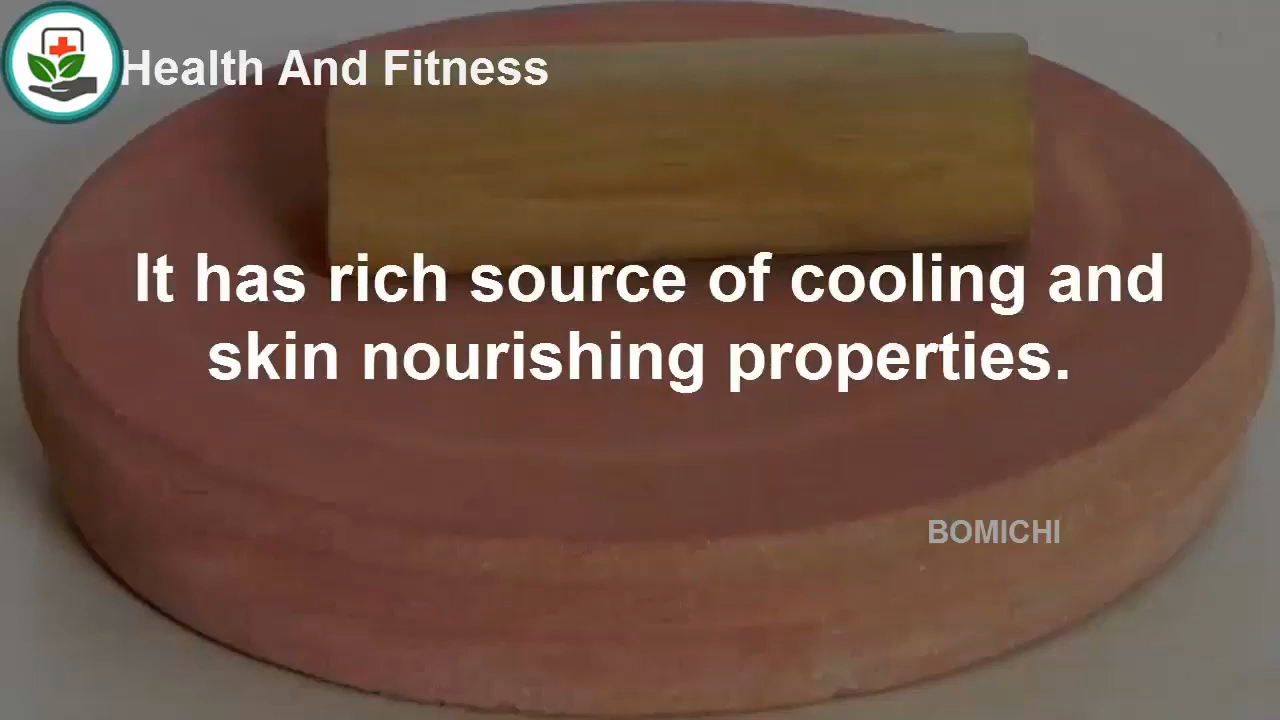 Health And Fitness
It has rich source of cooling and
skin nourishing properties.
BOMICHI